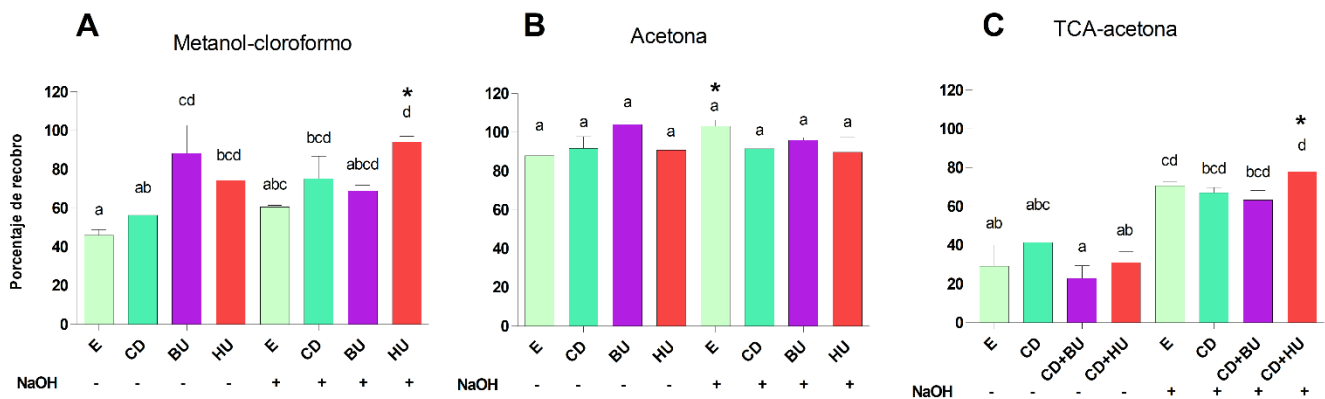 A
Metanol-cloroformo
Porcentaje de recobro
120
100
80
60
40
20
0
a
ab
cd
bcd
abc
bcd
abcd
*
d
E
CD
BU
HU
E
CD
BU
HU
NaOH - - - - + + + +
B
Acetona
120
100
80
60
40
20
0
a
a
a
a
*
a
a
a
a
E
CD
BU
HU
E
CD
BU
HU
NaOH - - - - + + + +
C
TCA-acetona
120
100
80
60
40
20
0
ab
abc
a
ab
cd
bcd
bcd
*
d
E
CD
CD+BU
CD+HU
E
CD
CD+BU
CD+HU
NaOH - - - - + + + +